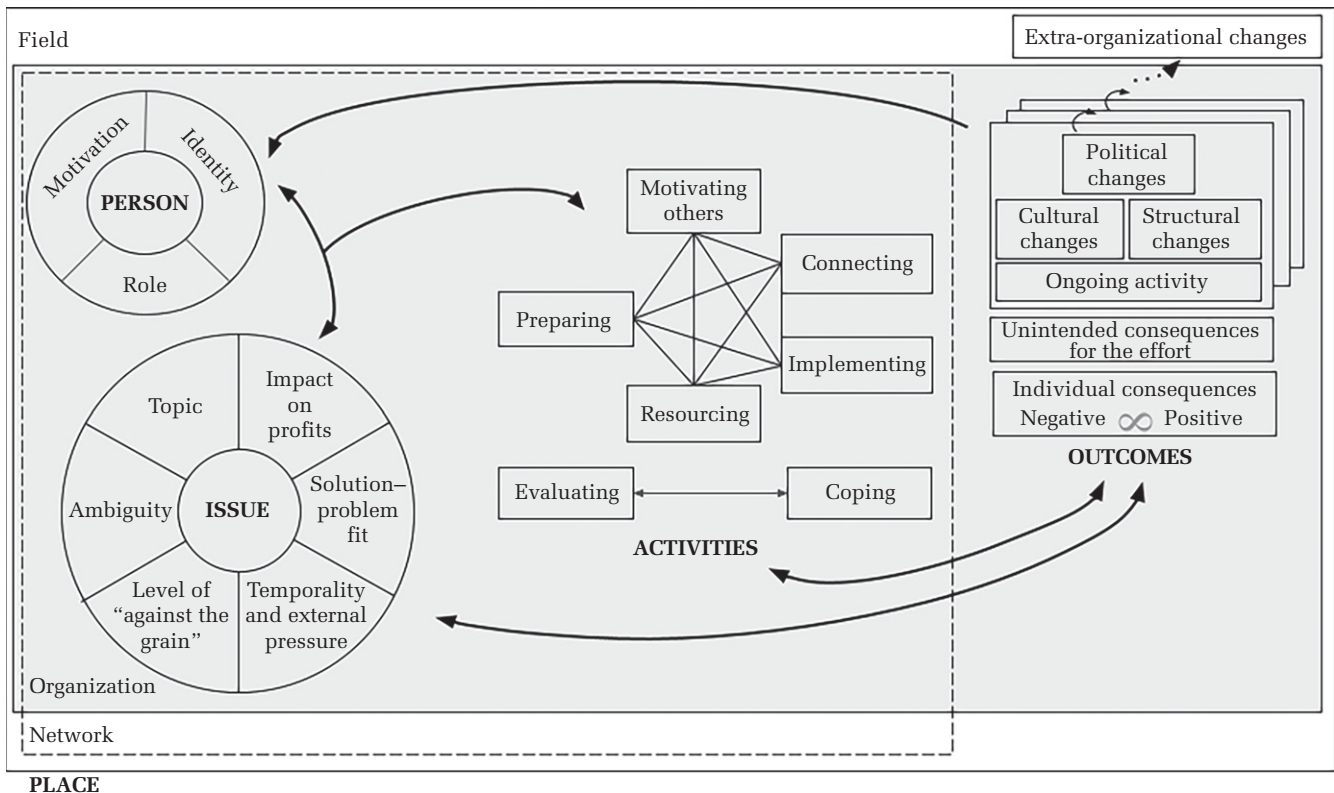 Field
Extra-organizational changes
Motivation
Identity
PERSON
Role
Topic
Impact
on
profits
Ambiguity
ISSUE
Solution–
problem
fit
Level of
“against the
grain”
Temporality
and external
pressure
Organization
Network
PLACE
Motivating
others
Connecting
Preparing
Implementing
Resourcing
Evaluating
Coping
ACTIVITIES
Political
changes
Cultural
changes
Structural
changes
Ongoing activity
Unintended consequences
for the effort
Individual consequences
Negative ∞ Positive
OUTCOMES